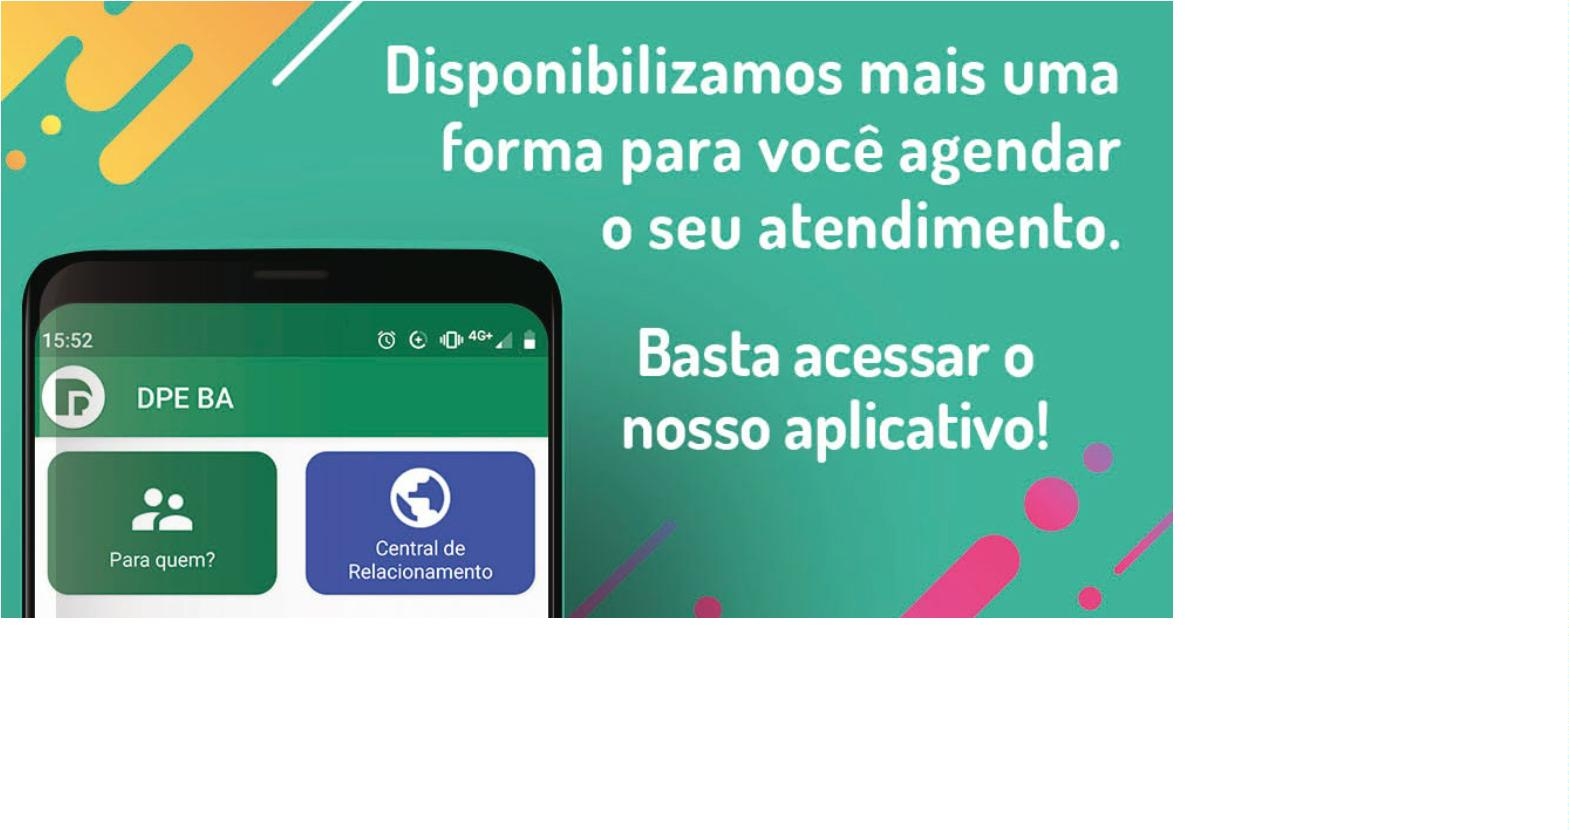 Disponibilizamos mais uma
forma para você agendar
o seu atendimento.
Basta acessar o
nosso aplicativo!
15:52
4G+
DPE BA
Para quem?
Central de
Relacionamento